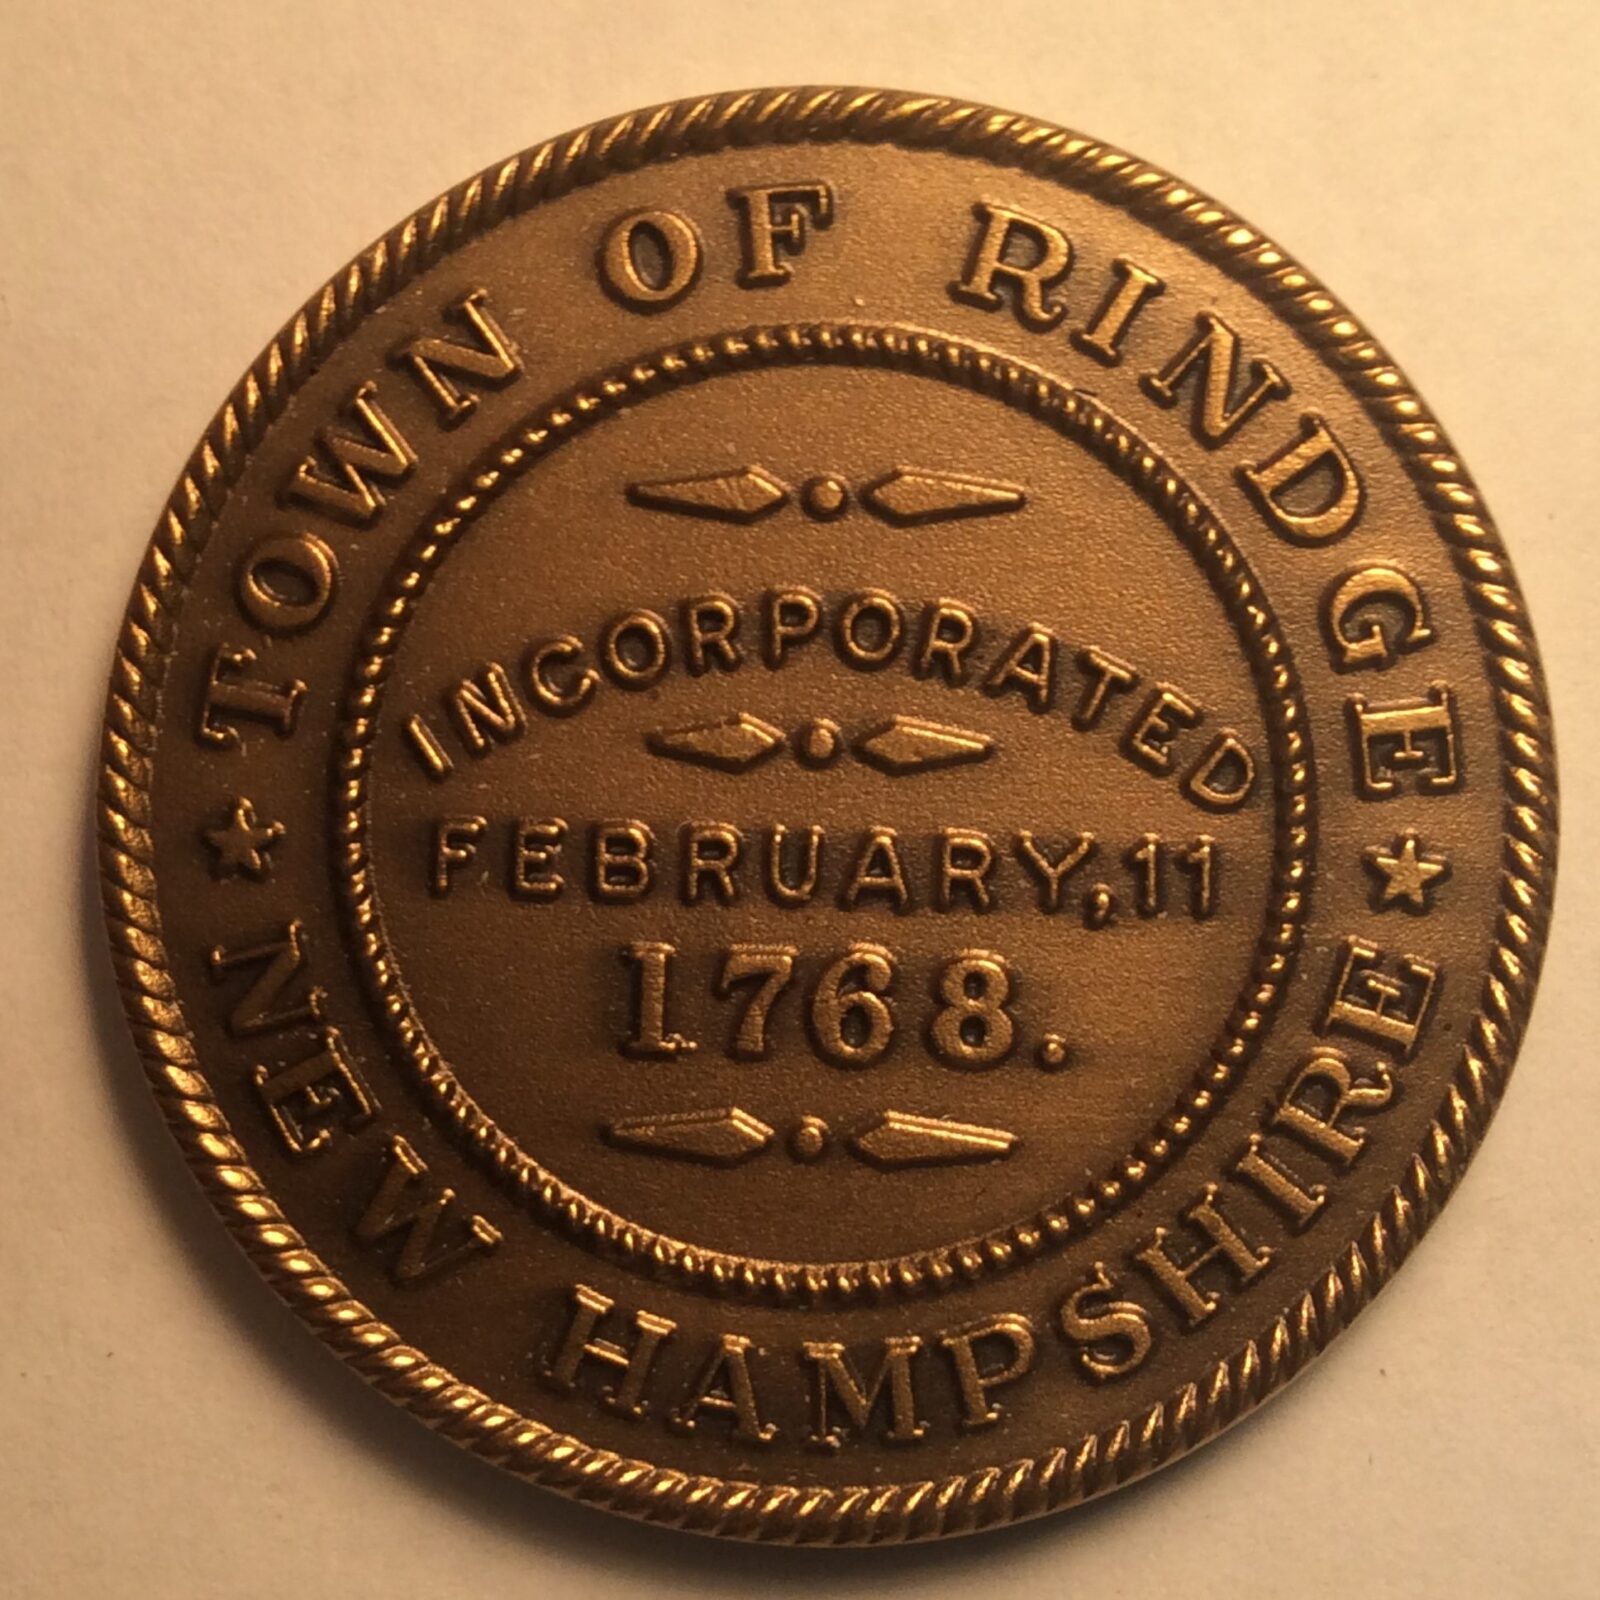 TOWN OF RINDGE
NEW HAMPSHIRE
INCORPORATED
FEBRUARY,11
1768.